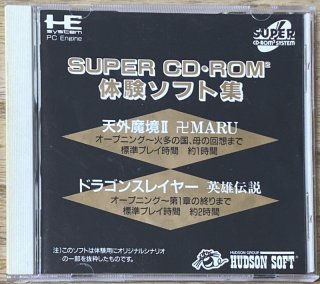 HE
system
PC Engine
SUPER
CD-ROM² SYSTEM
SUPER CD・ROM²
体験ソフト集
天外魔境II 卍MARU
オープニング〜火多の国、母の回想まで
標準プレイ時間 約1時間
ドラゴンスレイヤー 英雄伝説
オープニング〜第1章の終りまで
標準プレイ時間 約2時間
注)このソフトは体験用にオリジナルシナリオ
の一部を抜粋したものです。
HUDSON GROUP
HUDSON SOFT